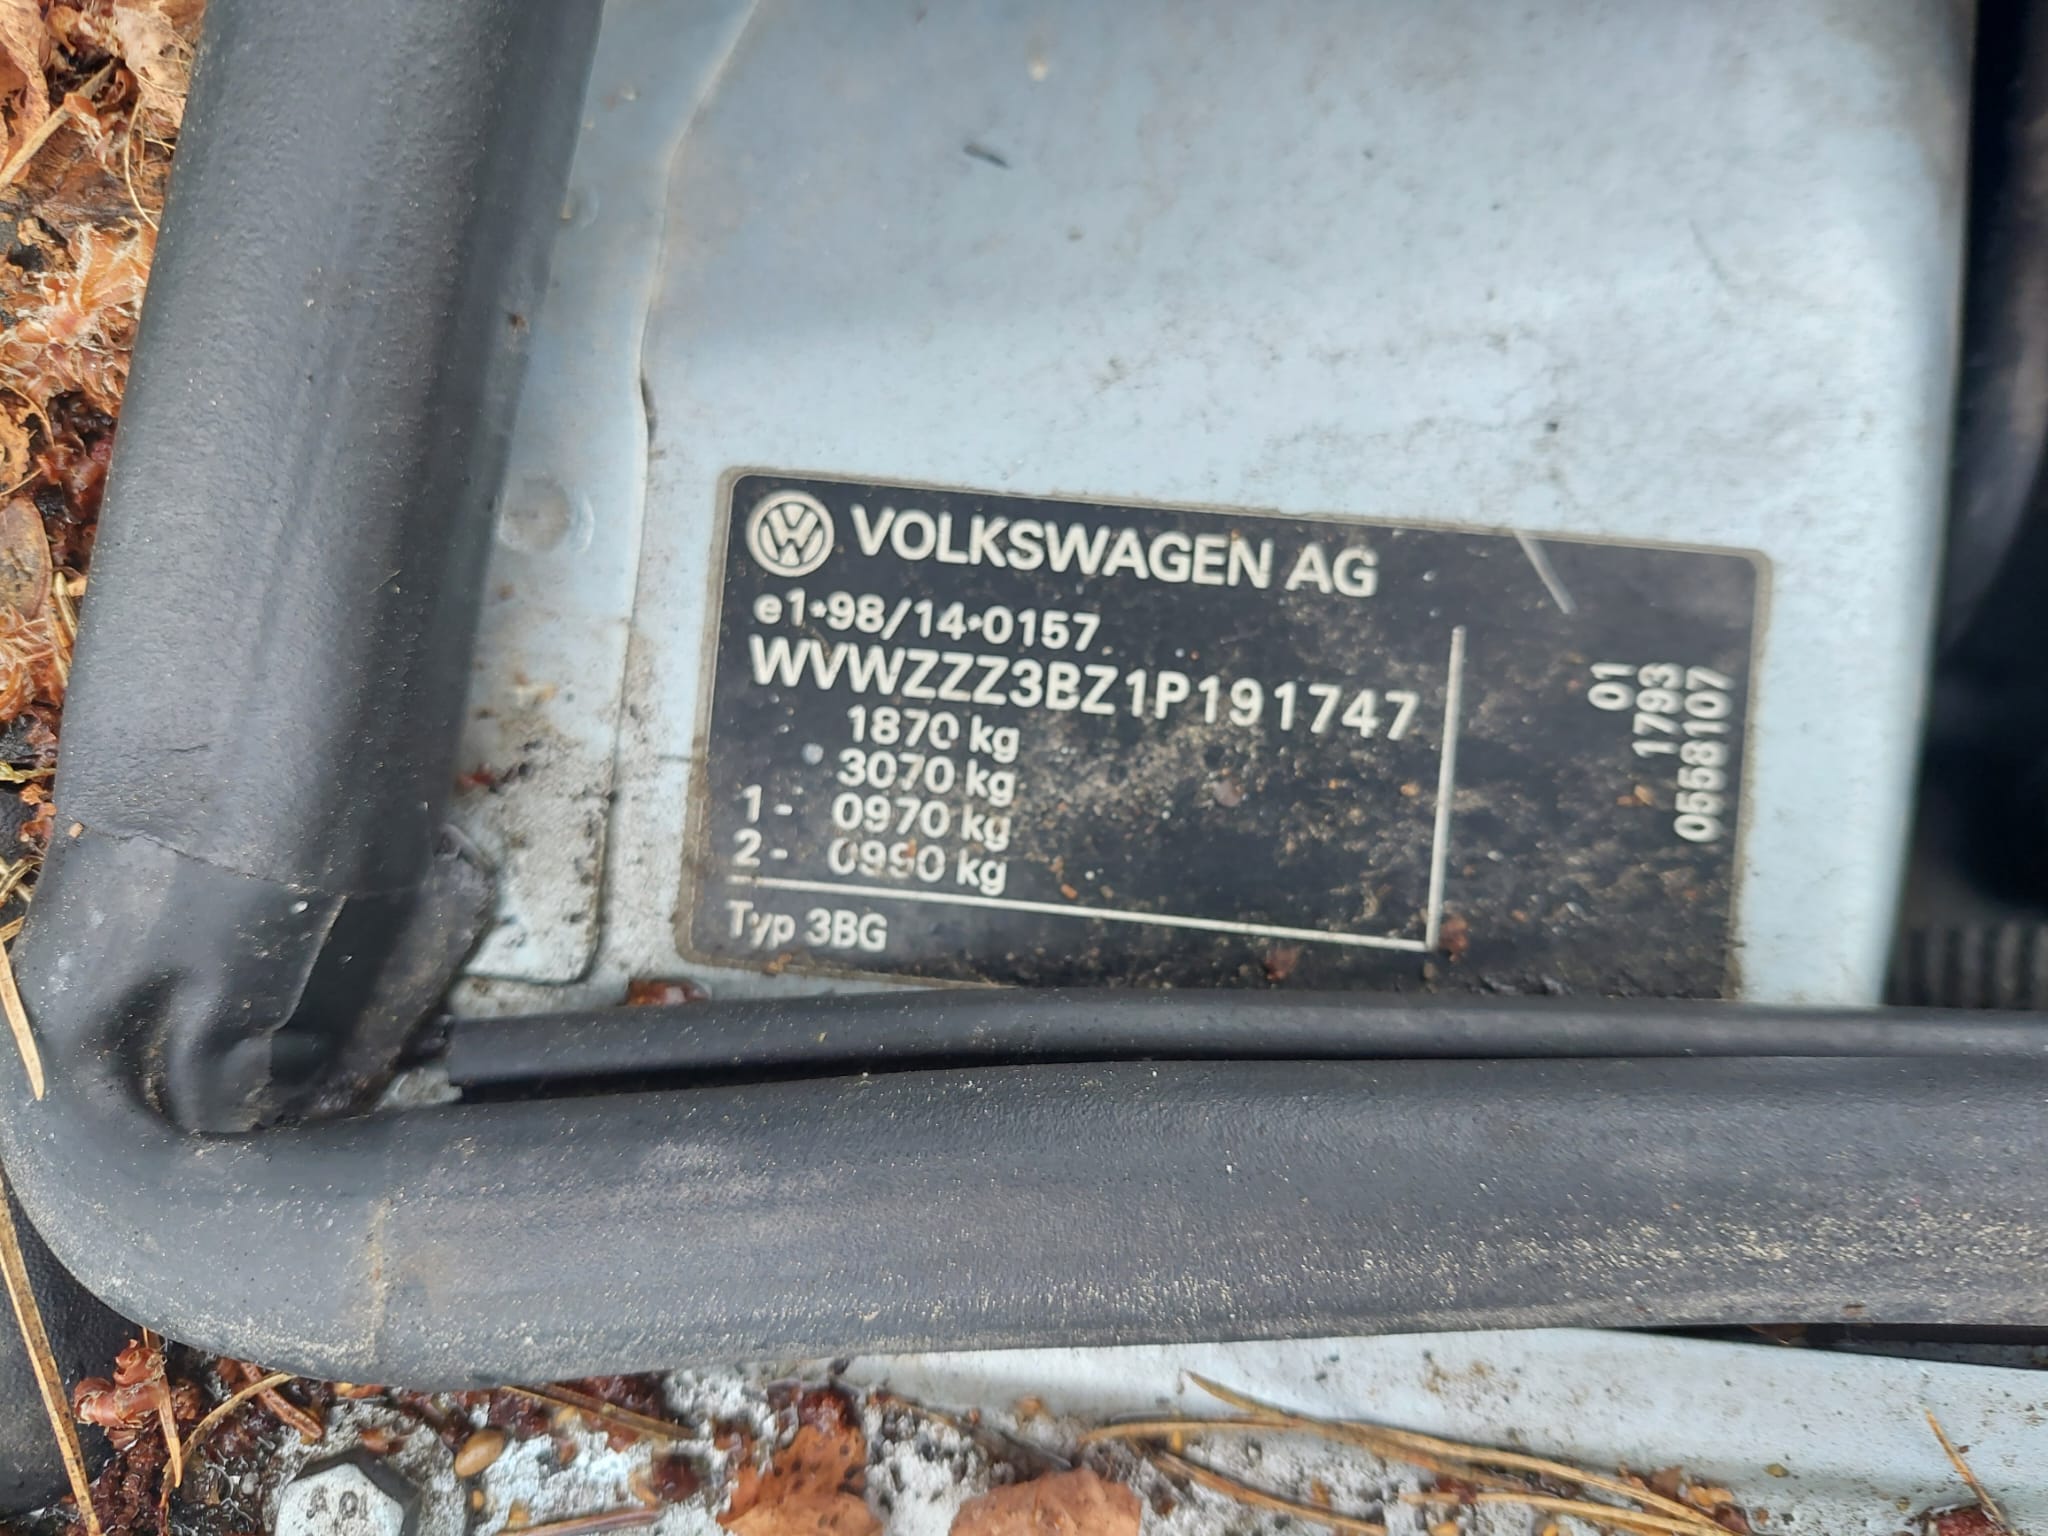 VOLKSWAGEN AG
e1*98/14*0157
WVWZZZ3BZ1P191747
1870 kg
3070 kg
1- 0970 kg
2- 0990 kg
Typ 3BG
01
1793
0558107